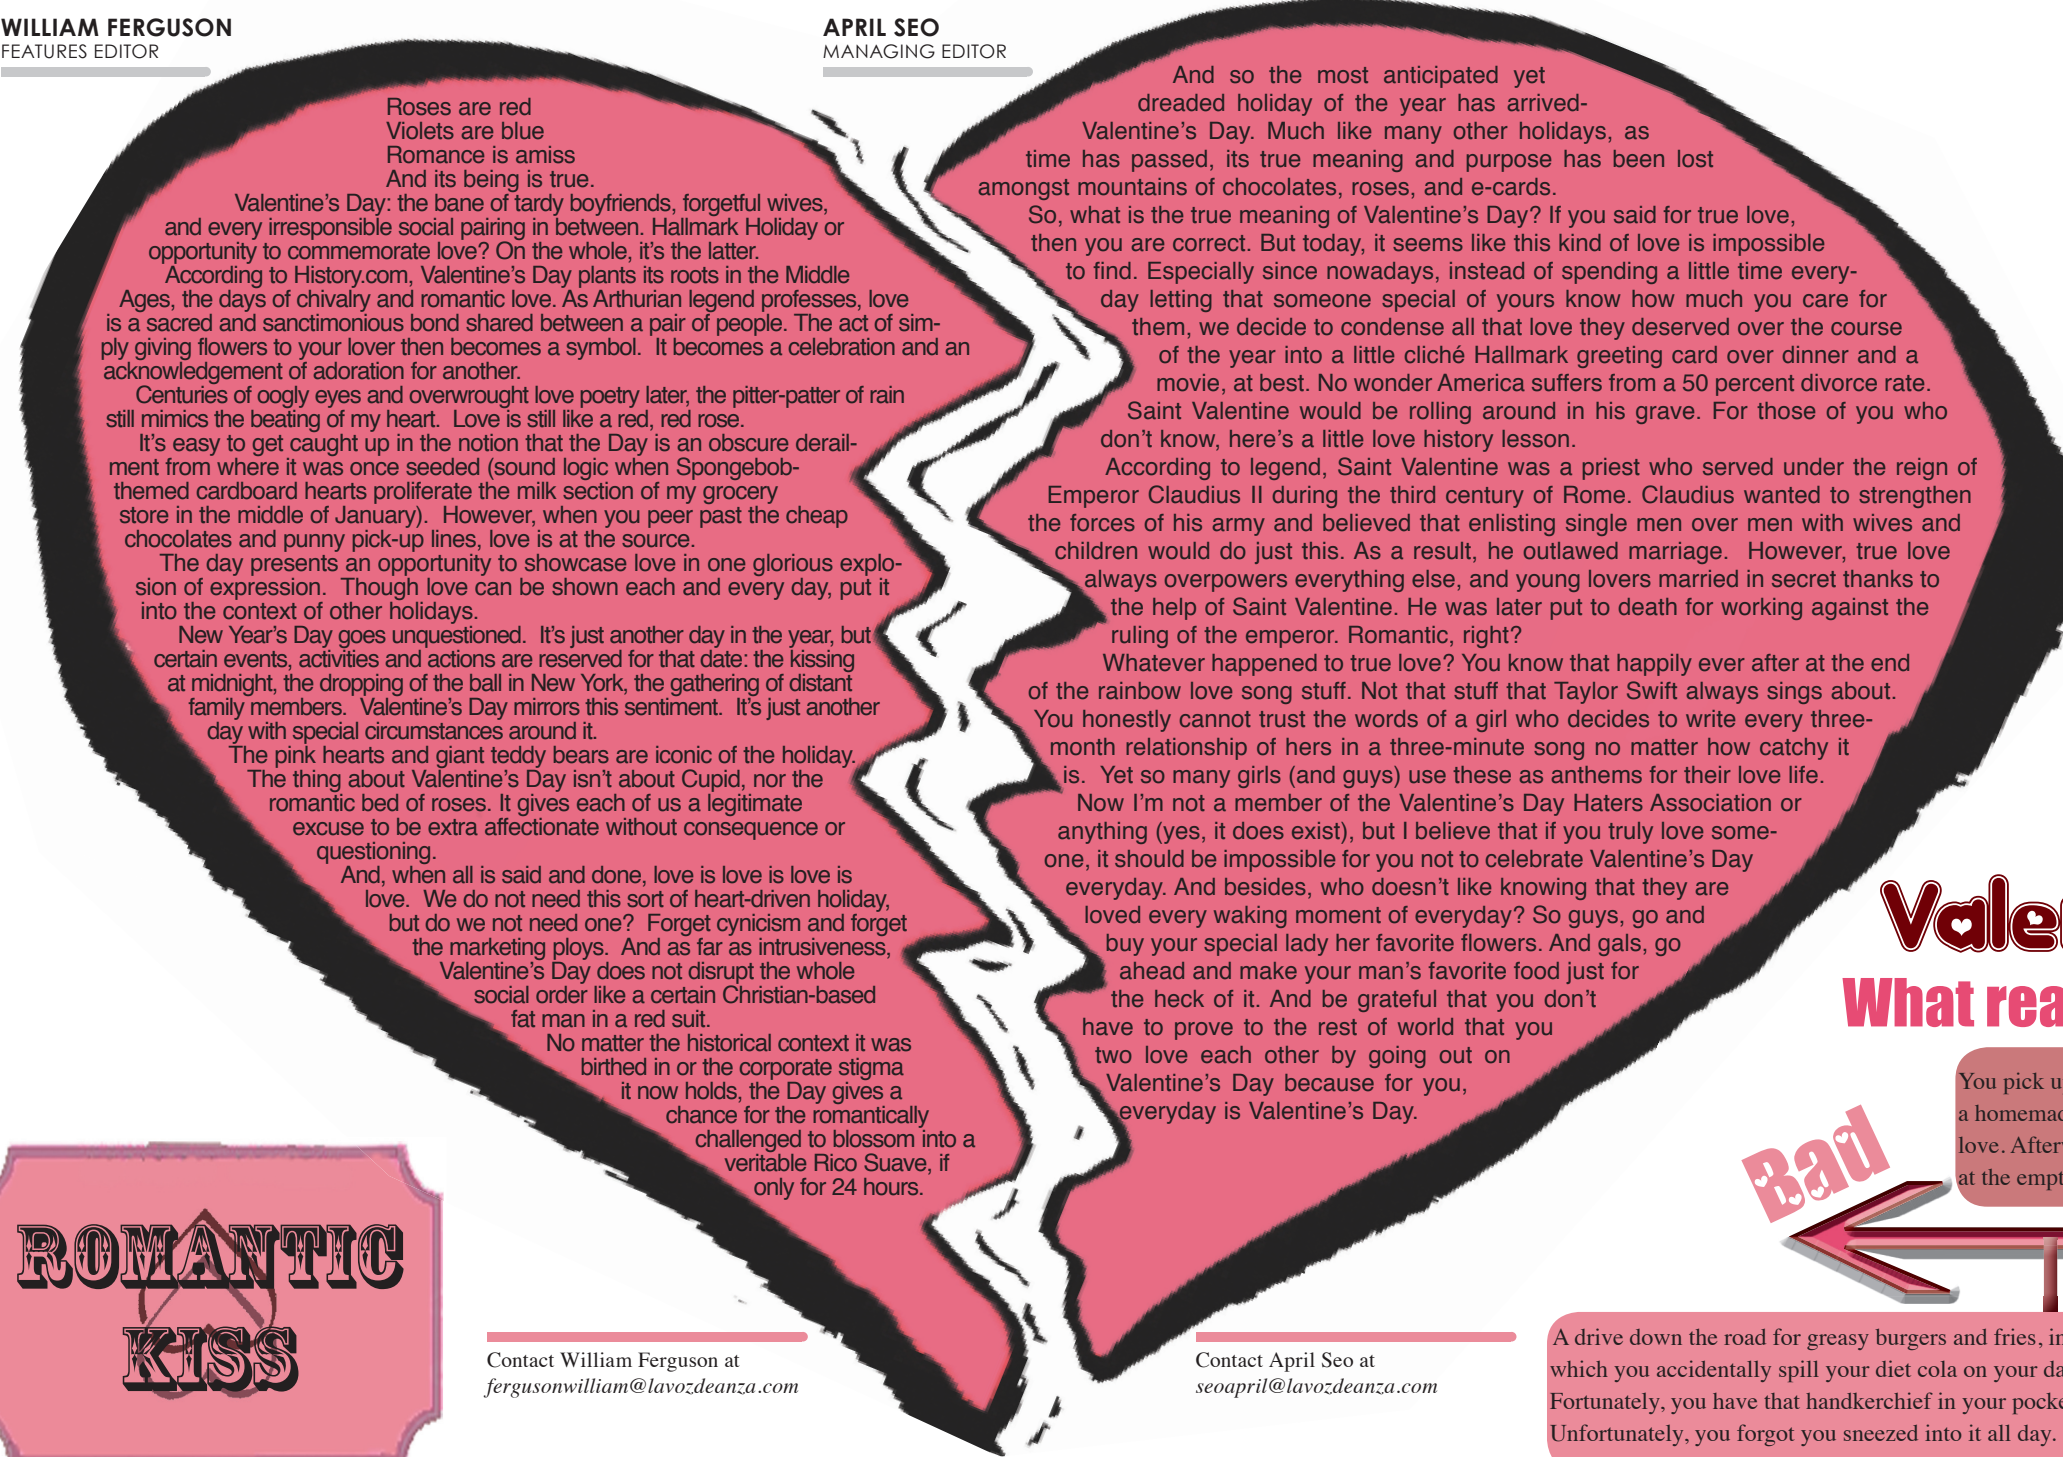 WILLIAM FERGUSON
FEATURES EDITOR
Roses are red
Violets are blue
Romance is amiss
And its being is true.
Valentine’s Day: the bane of tardy boyfriends, forgetful wives,
and every irresponsible social pairing in between. Hallmark Holiday or
opportunity to commemorate love? On the whole, it’s the latter.
According to History.com, Valentine’s Day plants its roots in the Middle
Ages, the days of chivalry and romantic love. As Arthurian legend professes, love
is a sacred and sanctimonious bond shared between a pair of people. The act of sim-
ply giving flowers to your lover then becomes a symbol.  It becomes a celebration and an
acknowledgement of adoration for another.
Centuries of oogly eyes and overwrought love poetry later, the pitter-patter of rain
still mimics the beating of my heart.  Love is still like a red, red rose.
It’s easy to get caught up in the notion that the Day is an obscure derail-
ment from where it was once seeded (sound logic when Spongebob-
themed cardboard hearts proliferate the milk section of my grocery
store in the middle of January).  However, when you peer past the cheap
chocolates and punny pick-up lines, love is at the source.
The day presents an opportunity to showcase love in one glorious explo-
sion of expression.  Though love can be shown each and every day, put it
into the context of other holidays.
New Year’s Day goes unquestioned.  It’s just another day in the year, but
certain events, activities and actions are reserved for that date: the kissing
at midnight, the dropping of the ball in New York, the gathering of distant
family members.  Valentine’s Day mirrors this sentiment.  It’s just another
day with special circumstances around it.
The pink hearts and giant teddy bears are iconic of the holiday.
The thing about Valentine’s Day isn’t about Cupid, nor the
romantic bed of roses. It gives each of us a legitimate
excuse to be extra affectionate without consequence or
questioning.
And, when all is said and done, love is love is love is
love.  We do not need this sort of heart-driven holiday,
but do we not need one?  Forget cynicism and forget
the marketing ploys.  And as far as intrusiveness,
Valentine’s Day does not disrupt the whole
social order like a certain Christian-based
fat man in a red suit.
No matter the historical context it was
birthed in or the corporate stigma
it now holds, the Day gives a
chance for the romantically
challenged to blossom into a
veritable Rico Suave, if
only for 24 hours.
Contact William Ferguson at
fergusonwilliam@lavozdeanza.com
APRIL SEO
MANAGING EDITOR
And so the most anticipated yet
dreaded holiday of the year has arrived-
Valentine’s Day. Much like many other holidays, as
time has passed, its true meaning and purpose has been lost
amongst mountains of chocolates, roses, and e-cards.
So, what is the true meaning of Valentine’s Day? If you said for true love,
then you are correct. But today, it seems like this kind of love is impossible
to find. Especially since nowadays, instead of spending a little time every-
day letting that someone special of yours know how much you care for
them, we decide to condense all that love they deserved over the course
of the year into a little cliché Hallmark greeting card over dinner and a
movie, at best. No wonder America suffers from a 50 percent divorce rate.
Saint Valentine would be rolling around in his grave. For those of you who
don’t know, here’s a little love history lesson.
According to legend, Saint Valentine was a priest who served under the reign of
Emperor Claudius II during the third century of Rome. Claudius wanted to strengthen
the forces of his army and believed that enlisting single men over men with wives and
children would do just this. As a result, he outlawed marriage.  However, true love
always overpowers everything else, and young lovers married in secret thanks to
the help of Saint Valentine. He was later put to death for working against the
ruling of the emperor. Romantic, right?
Whatever happened to true love? You know that happily ever after at the end
of the rainbow love song stuff. Not that stuff that Taylor Swift always sings about.
You honestly cannot trust the words of a girl who decides to write every three-
month relationship of hers in a three-minute song no matter how catchy it
is.  Yet so many girls (and guys) use these as anthems for their love life.
Now I’m not a member of the Valentine’s Day Haters Association or
anything (yes, it does exist), but I believe that if you truly love some-
one, it should be impossible for you not to celebrate Valentine’s Day
everyday. And besides, who doesn’t like knowing that they are
loved every waking moment of everyday? So guys, go and
buy your special lady her favorite flowers. And gals, go
ahead and make your man’s favorite food just for
the heck of it. And be grateful that you don’t
have to prove to the rest of world that you
two love each other by going out on
Valentine’s Day because for you,
everyday is Valentine’s Day.
Contact April Seo at
seoapril@lavozdeanza.com
ROMANTIC
KISS
What
Bad
You pick
a
love.
at the
A drive down the road for greasy burgers and fries,
which you accidentally spill your diet cola on your
Fortunately, you have that handkerchief in your
Unfortunately, you forgot you sneezed into it all day.